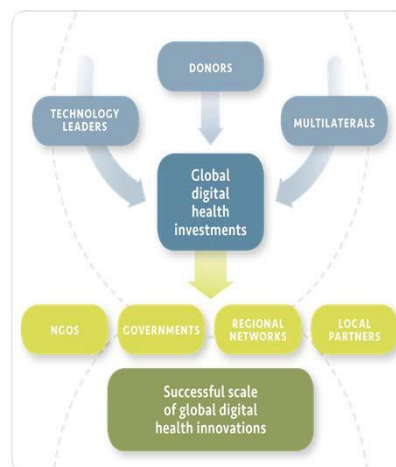 DONORS
TECHNOLOGY
LEADERS
MULTILATERALS
Global
digital
health
investments
NGOS
GOVERNMENTS
REGIONAL
NETWORKS
LOCAL
PARTNERS
Successful scale
of global digital
health innovations